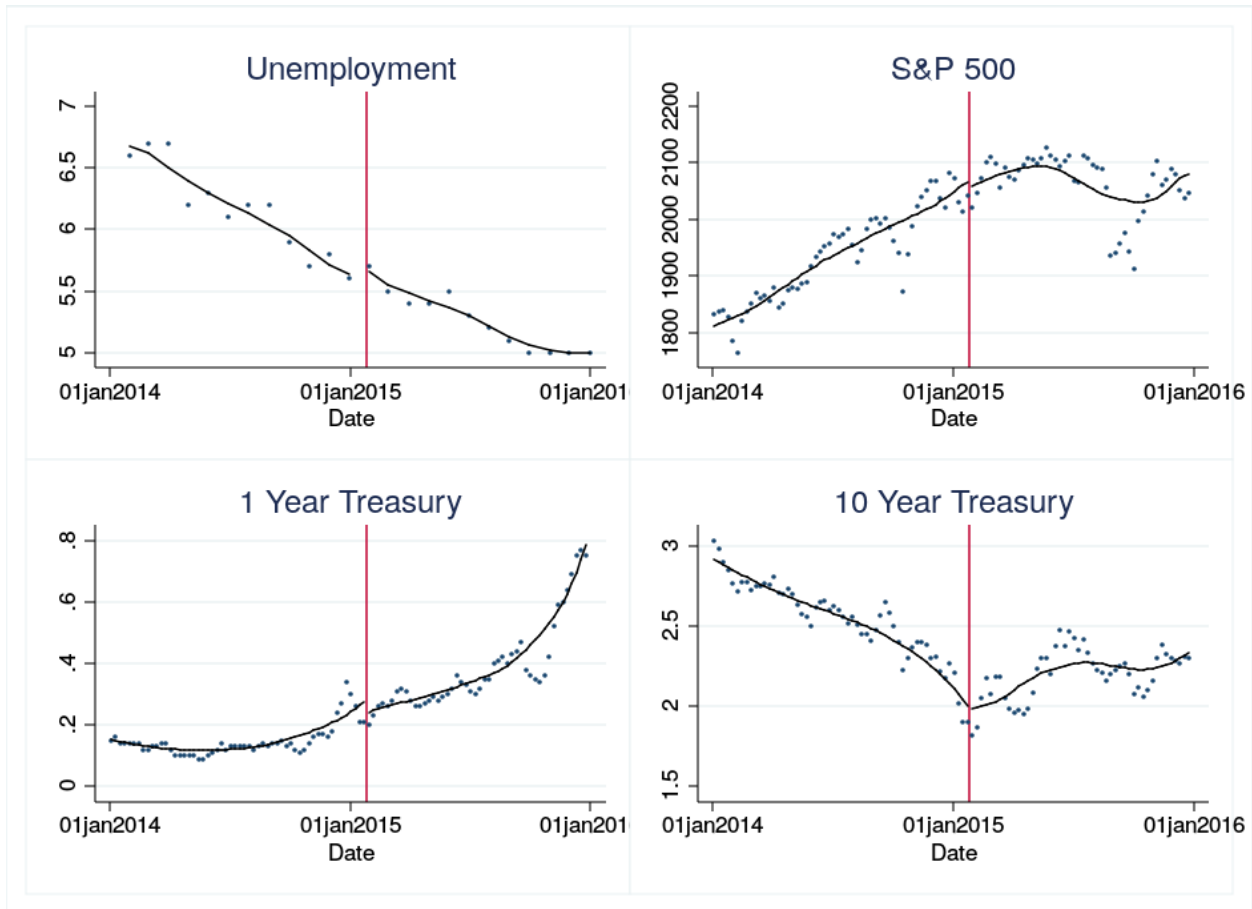 Unemployment
7
6.5
6
5.5
5
01jan2014 01jan2015 01jan201
Date
S&P 500
2200
2100
2000
1900
1800
01jan2014 01jan2015 01jan2016
Date
1 Year Treasury
.8
.6
.4
.2
0
01jan2014 01jan2015 01jan201
Date
10 Year Treasury
3
2.5
2
1.5
01jan2014 01jan2015 01jan2016
Date